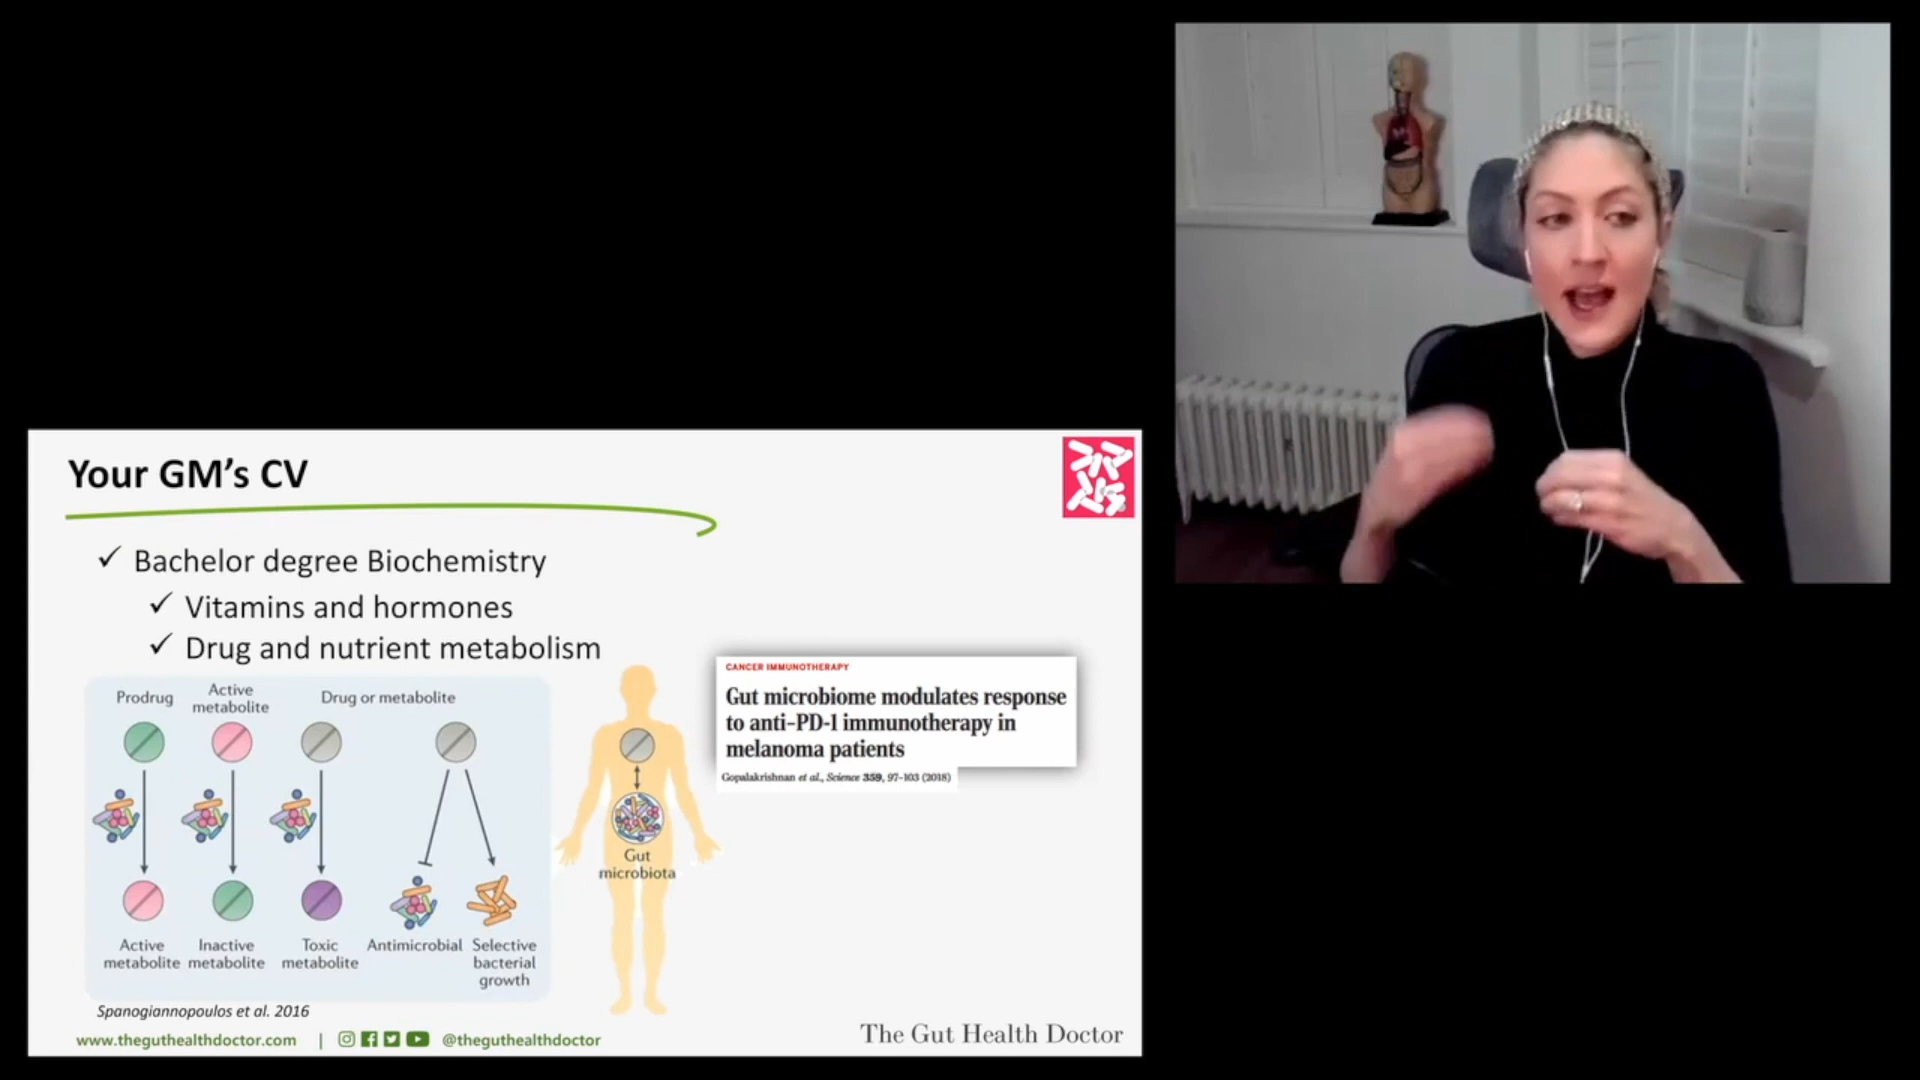 Your GM's CV
✓ Bachelor degree Biochemistry
✓ Vitamins and hormones
✓ Drug and nutrient metabolism
Prodrug
Active
metabolite
Drug or metabolite
Active
metabolite
Inactive
metabolite
Toxic
metabolite
Antimicrobial
Selective
bacterial
growth
Gut
microbiota
CANCER IMMUNOTHERAPY
Gut microbiome modulates response
to anti–PD-1 immunotherapy in
melanoma patients
Gopalakrishnan et al., Science 359, 97–103 (2018)
Spanogiannopoulos et al. 2016
www.theguthealthdoctor.com | @theguthealthdoctor
The Gut Health Doctor